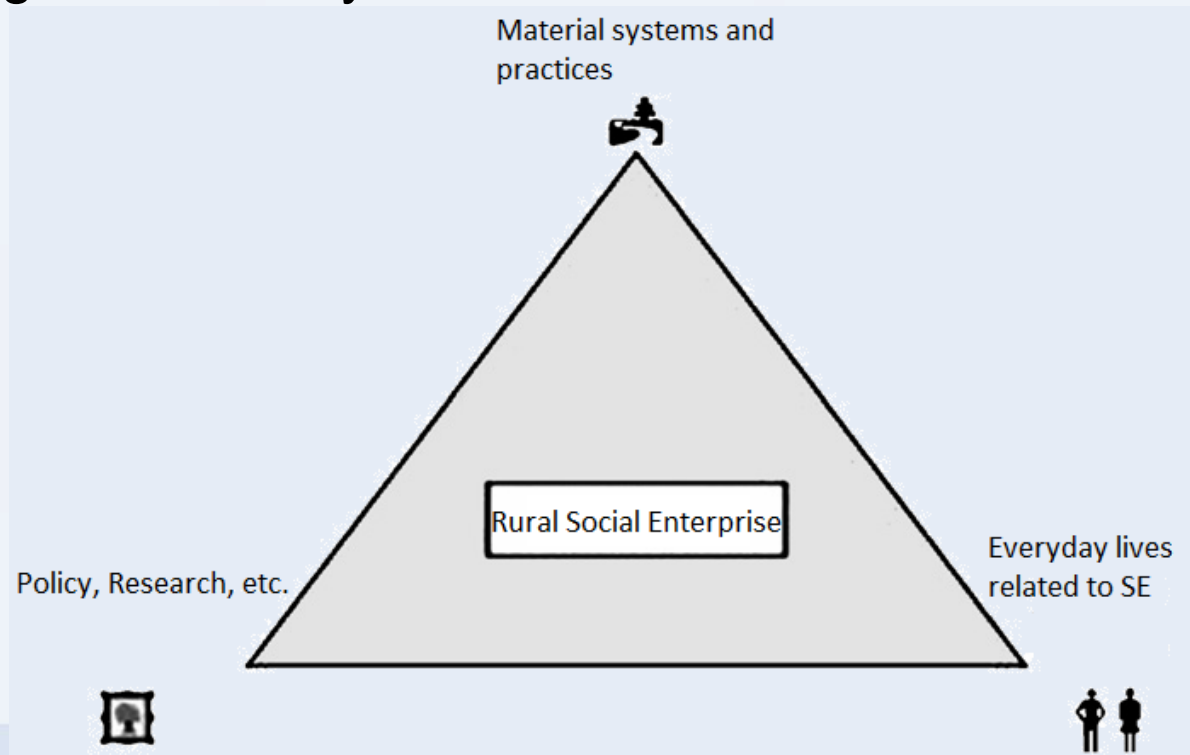 Material systems and
practices
Rural Social Enterprise
Everyday lives
related to SE
Policy, Research, etc.